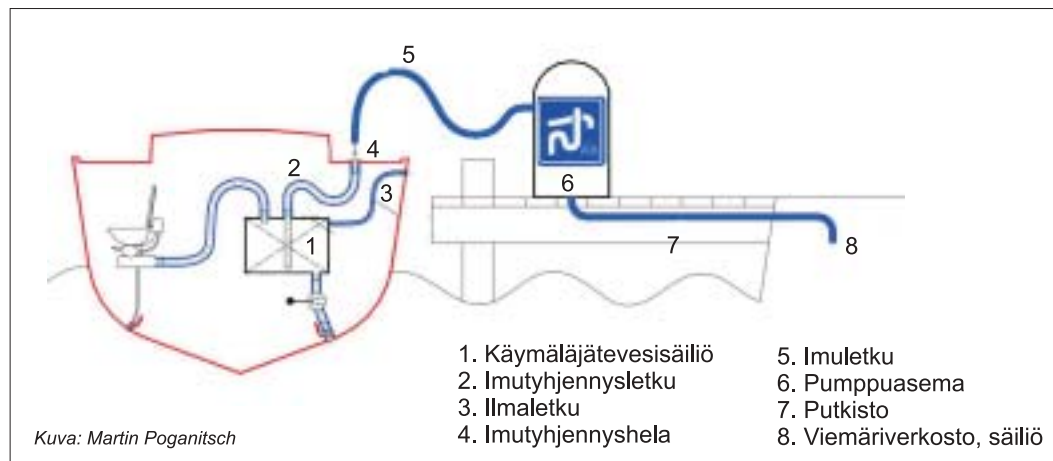 5
4
2
3
6
1
7
8
1. Käymäläjätevesisäiliö
2. Imutyhjennysletku
3. Ilmaletku
4. Imutyhjennyshela
5. Imuletku
6. Pumppuasema
7. Putkisto
8. Viemäriverkosto, säiliö
Kuva: Martin Poganitsch